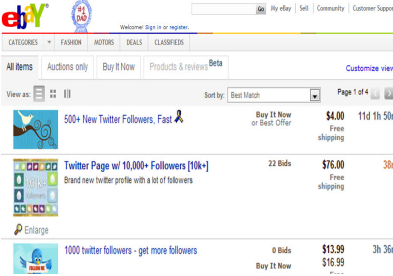 ebY
#1 DAD
Welcome! Sign in or register.
Go My eBay Sell Community Customer Suppor
CATEGORIES FASHION MOTORS DEALS CLASSIFIEDS
All items Auctions only Buy It Now Products & reviews Beta
Customize view
View as: Sort by: Best Match Page 1 of 4
500+ New Twitter Followers, Fast Buy It Now $4.00 11d 1h 50m
or Best Offer Free
shipping
Twitter Page w/ 10,000+ Followers [10k+] 22 Bids $76.00 38m
Brand new twitter profile with a lot of followers Free
shipping
Enlarge
1000 twitter followers - get more followers 0 Bids $13.99 3h 36m
Buy It Now $16.99
Free
FOLLOW ME